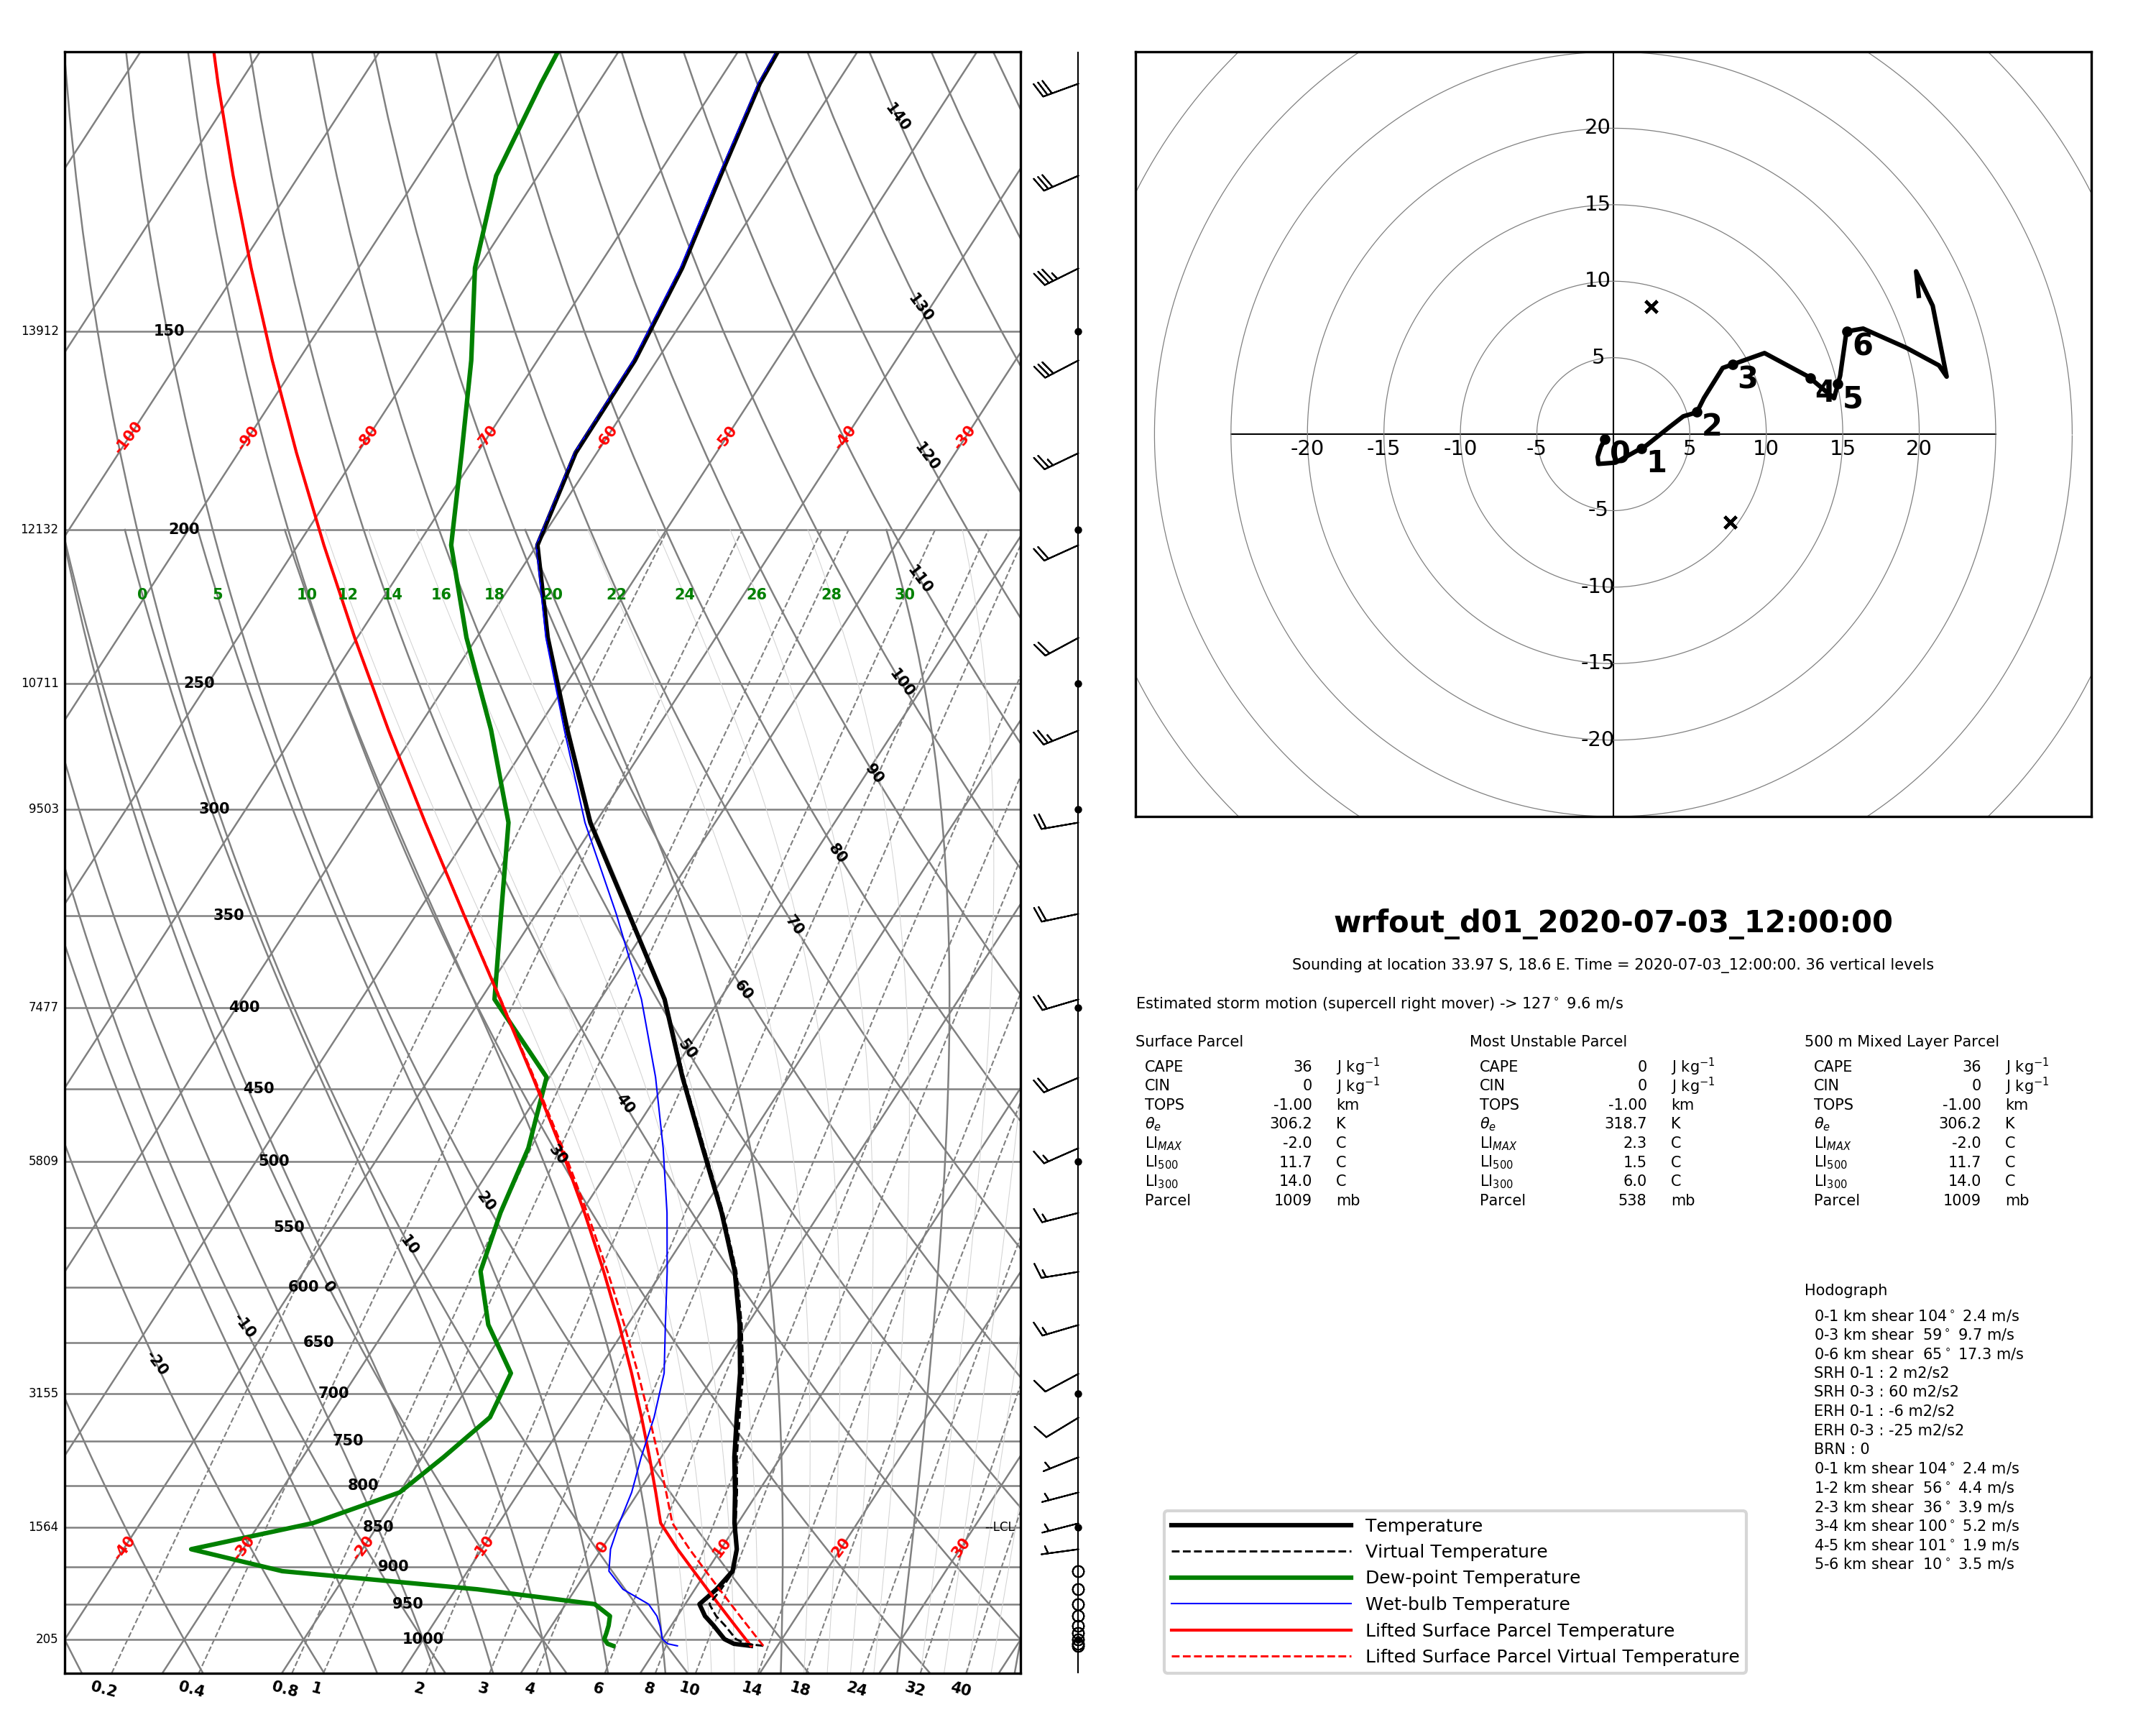 140
130
120
110
100
90
80
70
60
50
40
30
20
10
0
-10
-20
13912 150
-100 -90 -80 -70 -60 -50 -40 -30
12132 200
0 5 10 12 14 16 18 20 22 24 26 28 30
10711 250
9503 300
350
7477 400
450
5809 500
550
600
650
3155 700
750
800
1564 850 --LCL
-40 -30 -20 -10 0 10 20 30
900
950
205 1000
0.2 0.4 0.8 1 2 3 4 6 8 10 14 18 24 32 40
20
15
10
5
-20 -15 -10 -5 5 10 15 20
-5
-10
-15
-20
0 1 2 3 4 5 6
wrfout_d01_2020-07-03_12:00:00
Sounding at location 33.97 S, 18.6 E. Time = 2020-07-03_12:00:00. 36 vertical levels
Estimated storm motion (supercell right mover) -> 127° 9.6 m/s
Surface Parcel
CAPE 36 J kg⁻¹
CIN 0 J kg⁻¹
TOPS -1.00 km
θₑ 306.2 K
LI_MAX -2.0 C
LI₅₀₀ 11.7 C
LI₃₀₀ 14.0 C
Parcel 1009 mb
Most Unstable Parcel
CAPE 0 J kg⁻¹
CIN 0 J kg⁻¹
TOPS -1.00 km
θₑ 318.7 K
LI_MAX 2.3 C
LI₅₀₀ 1.5 C
LI₃₀₀ 6.0 C
Parcel 538 mb
500 m Mixed Layer Parcel
CAPE 36 J kg⁻¹
CIN 0 J kg⁻¹
TOPS -1.00 km
θₑ 306.2 K
LI_MAX -2.0 C
LI₅₀₀ 11.7 C
LI₃₀₀ 14.0 C
Parcel 1009 mb
Hodograph
0-1 km shear 104° 2.4 m/s
0-3 km shear 59° 9.7 m/s
0-6 km shear 65° 17.3 m/s
SRH 0-1 : 2 m2/s2
SRH 0-3 : 60 m2/s2
ERH 0-1 : -6 m2/s2
ERH 0-3 : -25 m2/s2
BRN : 0
0-1 km shear 104° 2.4 m/s
1-2 km shear 56° 4.4 m/s
2-3 km shear 36° 3.9 m/s
3-4 km shear 100° 5.2 m/s
4-5 km shear 101° 1.9 m/s
5-6 km shear 10° 3.5 m/s
Temperature
Virtual Temperature
Dew-point Temperature
Wet-bulb Temperature
Lifted Surface Parcel Temperature
Lifted Surface Parcel Virtual Temperature